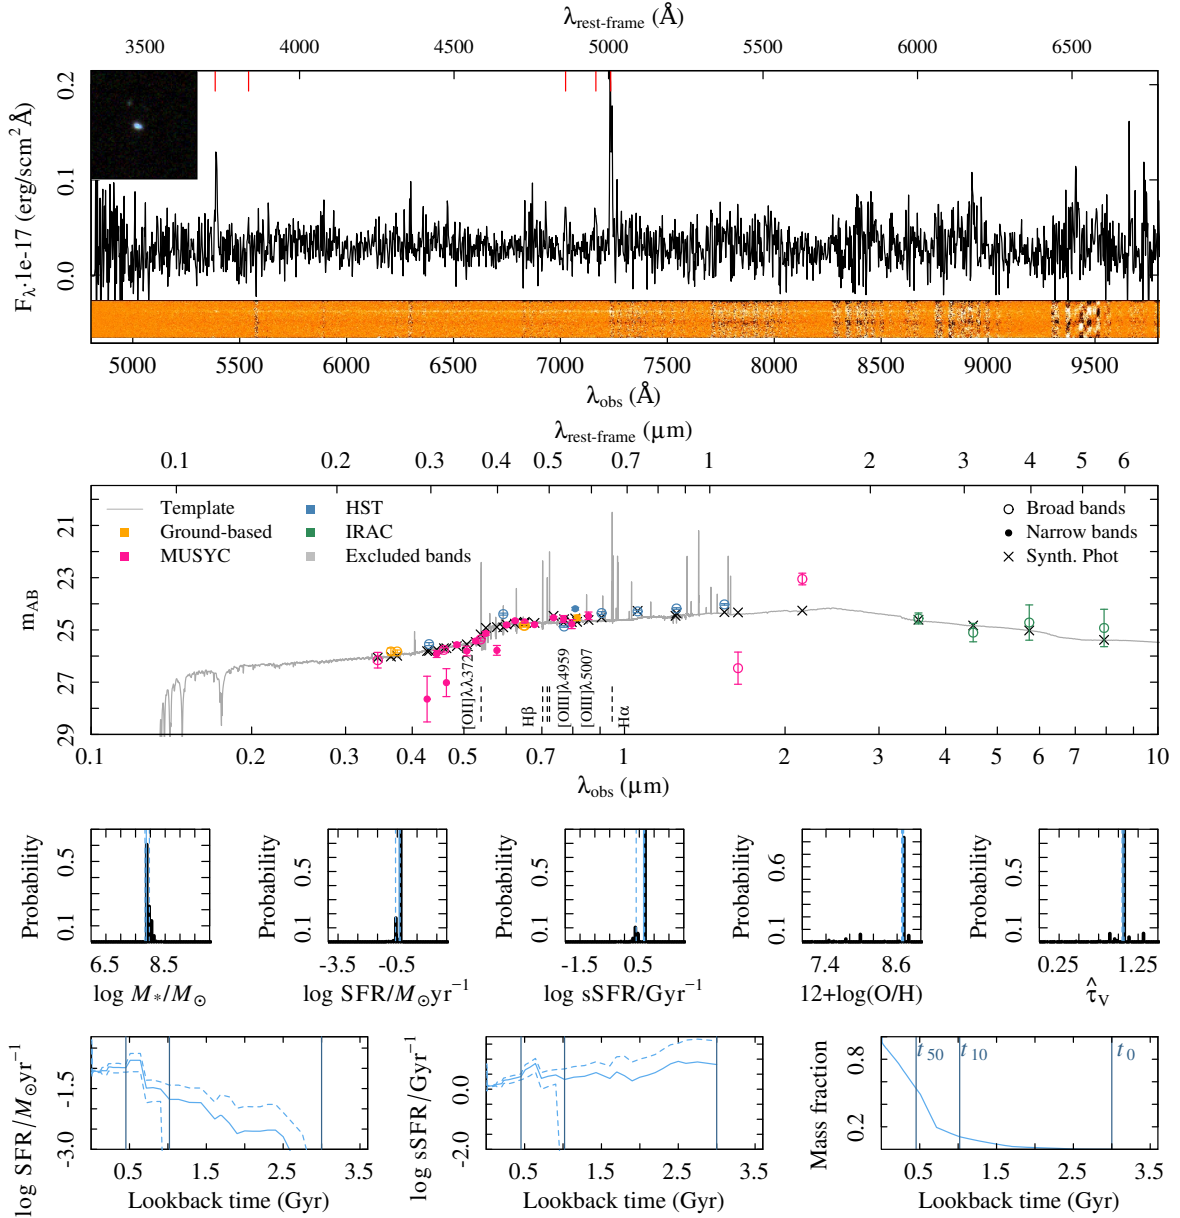 λrest-frame (Å)
3500 4000 4500 5000 5500 6000 6500
Fλ·1e-17 (erg/scm²Å)
0.2
0.1
0.0
5000 5500 6000 6500 7000 7500 8000 8500 9000 9500
λobs (Å)
λrest-frame (μm)
0.1 0.2 0.3 0.4 0.5 0.7 1 2 3 4 5 6
mAB
21
23
25
27
29
Template
Ground-based
MUSYC
HST
IRAC
Excluded bands
Broad bands
Narrow bands
Synth. Phot
[OII]λλ372
Hβ
[OIII]λ4959
[OIII]λ5007
Hα
0.1 0.2 0.3 0.4 0.5 0.7 1 2 3 4 5 6 7 8 10
λobs (μm)
Probability
0.5
0.1
6.5 8.5
log M*/M⊙
Probability
0.5
0.1
-3.5 -0.5
log SFR/M⊙yr⁻¹
Probability
0.5
0.1
-1.5 0.5
log sSFR/Gyr⁻¹
Probability
0.6
0.1
7.4 8.6
12+log(O/H)
Probability
0.5
0.1
0.25 1.25
τ̂V
log SFR/M⊙yr⁻¹
-1.5
-3.0
0.5 1.5 2.5 3.5
Lookback time (Gyr)
log sSFR/Gyr⁻¹
0.0
-2.0
0.5 1.5 2.5 3.5
Lookback time (Gyr)
Mass fraction
0.8
0.2
t50 t10 t0
0.5 1.5 2.5 3.5
Lookback time (Gyr)